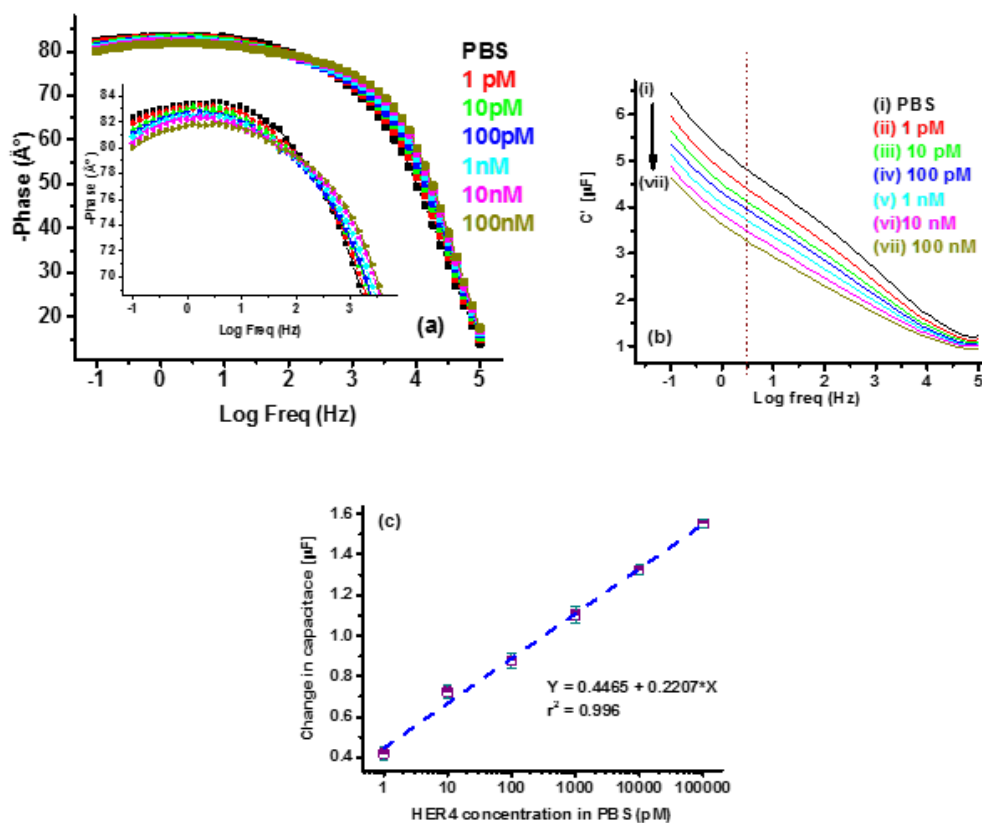 80
70
60
50
40
30
20
-Phase (Ä°)
-1 0 1 2 3 4 5
Log Freq (Hz)
84
82
80
78
76
74
72
70
-Phase (Ä°)
-1 0 1 2 3
Log Freq (Hz)
PBS
1 pM
10pM
100pM
1nM
10nM
100nM
(a)
6
5
4
3
2
1
C' [µF]
(i)
(vii)
(i) PBS
(ii) 1 pM
(iii) 10 pM
(iv) 100 pM
(v) 1 nM
(vi)10 nM
(vii) 100 nM
(b)
-1 0 1 2 3 4 5
Log freq (Hz)
1.6
1.4
1.2
1.0
0.8
0.6
0.4
Change in capacitace [µF]
(c)
Y = 0.4465 + 0.2207*X
r² = 0.996
1 10 100 1000 10000 100000
HER4 concentration in PBS (pM)